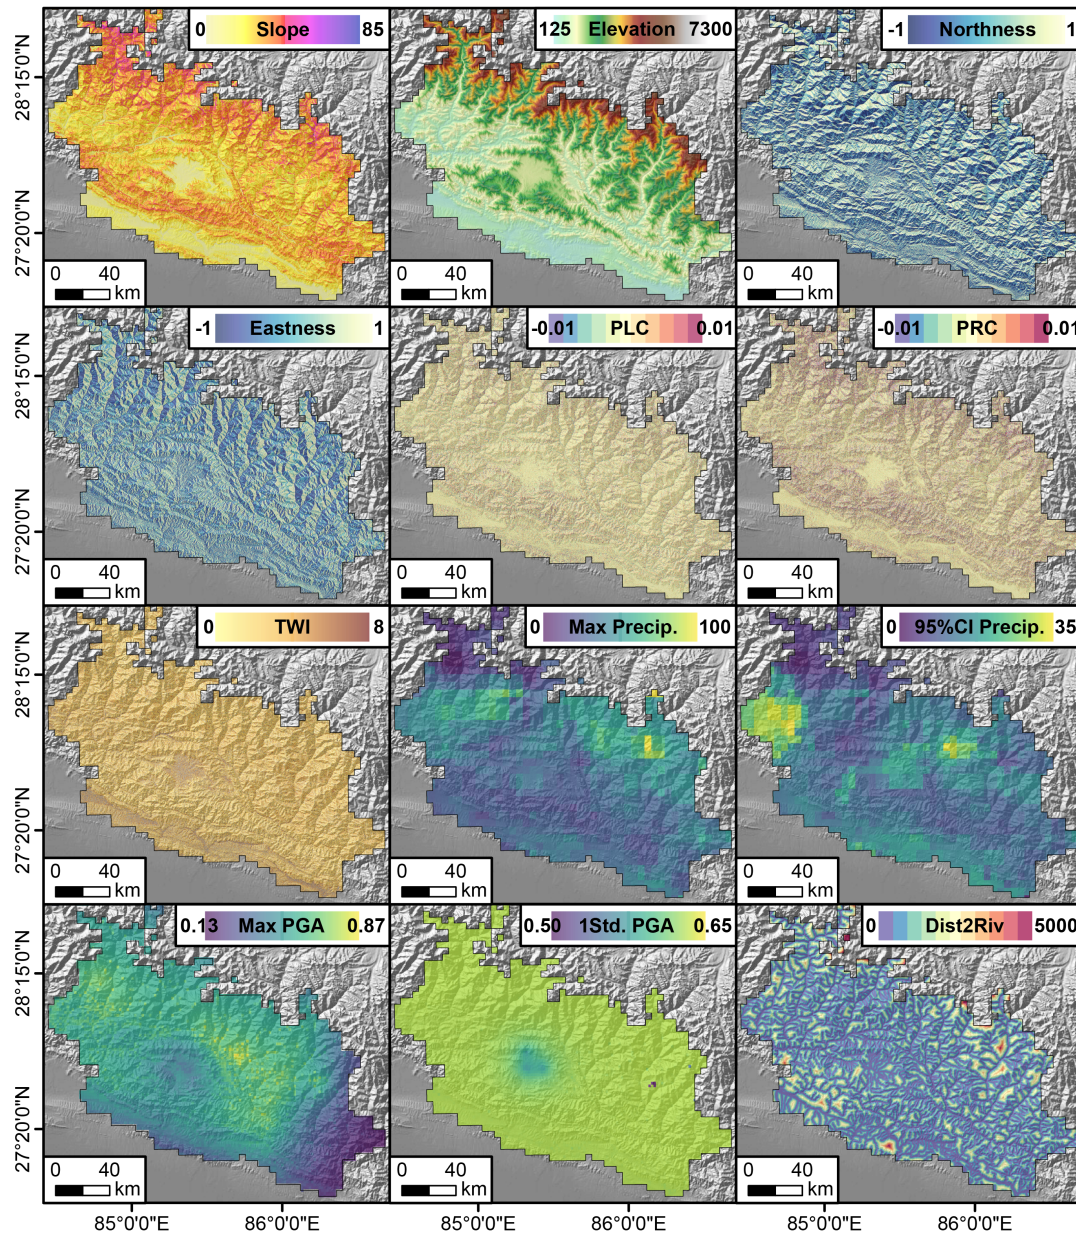 0 Slope 85
125 Elevation 7300
-1 Northness 1
28°15'0"N
27°20'0"N
0 40
km
0 40
km
0 40
km
-1 Eastness 1
-0.01 PLC 0.01
-0.01 PRC 0.01
28°15'0"N
27°20'0"N
0 40
km
0 40
km
0 40
km
0 TWI 8
0 Max Precip. 100
0 95%CI Precip. 35
28°15'0"N
27°20'0"N
0 40
km
0 40
km
0 40
km
0.13 Max PGA 0.87
0.50 1Std. PGA 0.65
0 Dist2Riv 5000
28°15'0"N
27°20'0"N
0 40
km
0 40
km
0 40
km
85°0'0"E 86°0'0"E 85°0'0"E 86°0'0"E 85°0'0"E 86°0'0"E